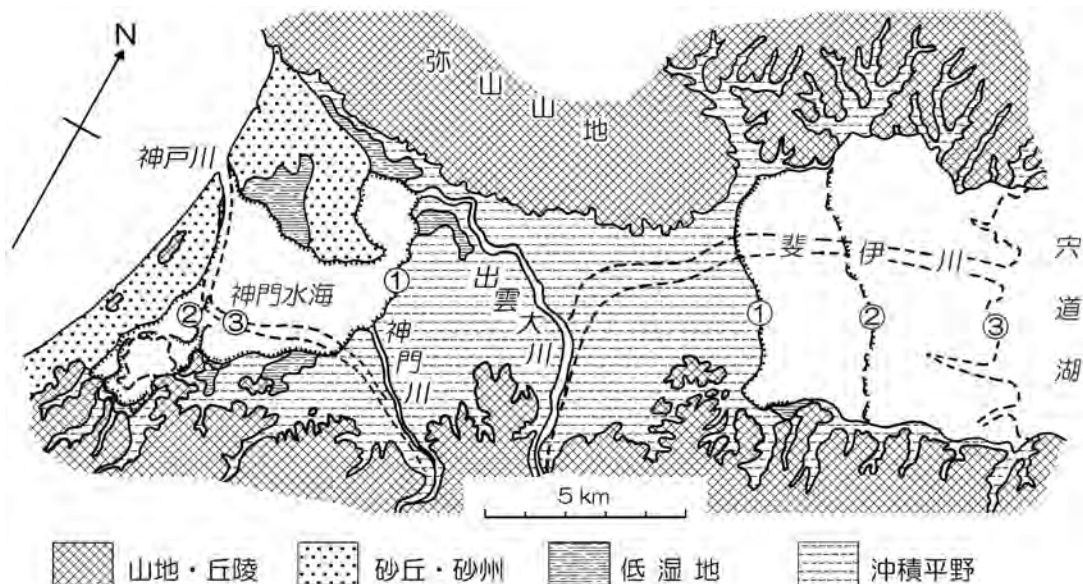 N
弥山山地
神戸川
神門水海
①
②
③
神門川
出雲大川
斐伊川
①
②
③
宍道湖
5 km
山地・丘陵
砂丘・砂州
低湿地
沖積平野